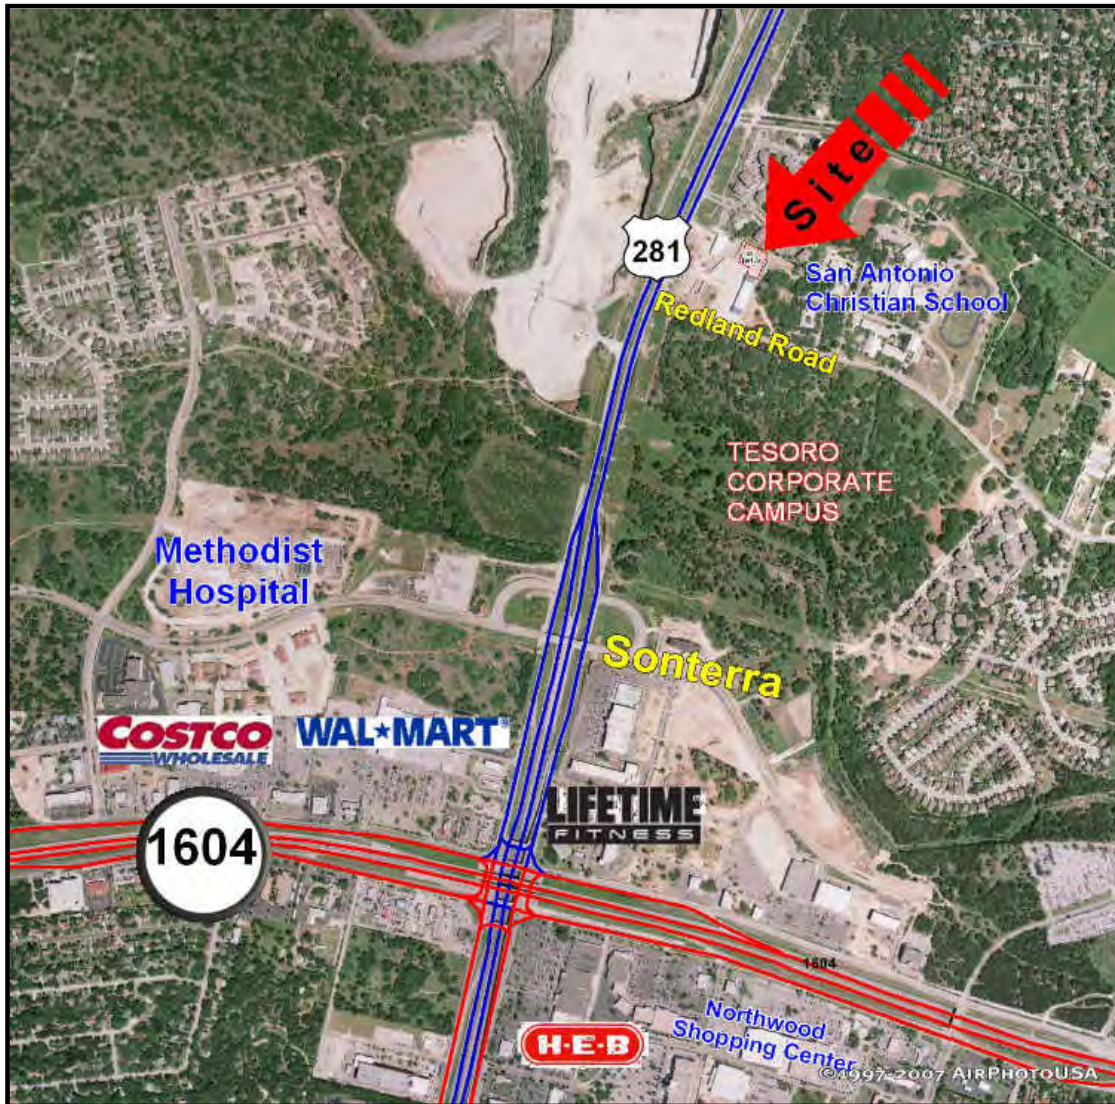 Site
281
San Antonio
Christian School
Redland Road
TESORO
CORPORATE
CAMPUS
Methodist
Hospital
Sonterra
COSTCO
WHOLESALE
WAL★MART®
LIFETIME
FITNESS
1604
1604
Northwood
Shopping Center
H-E-B
©1997-2007 AIRPHOTOUSA